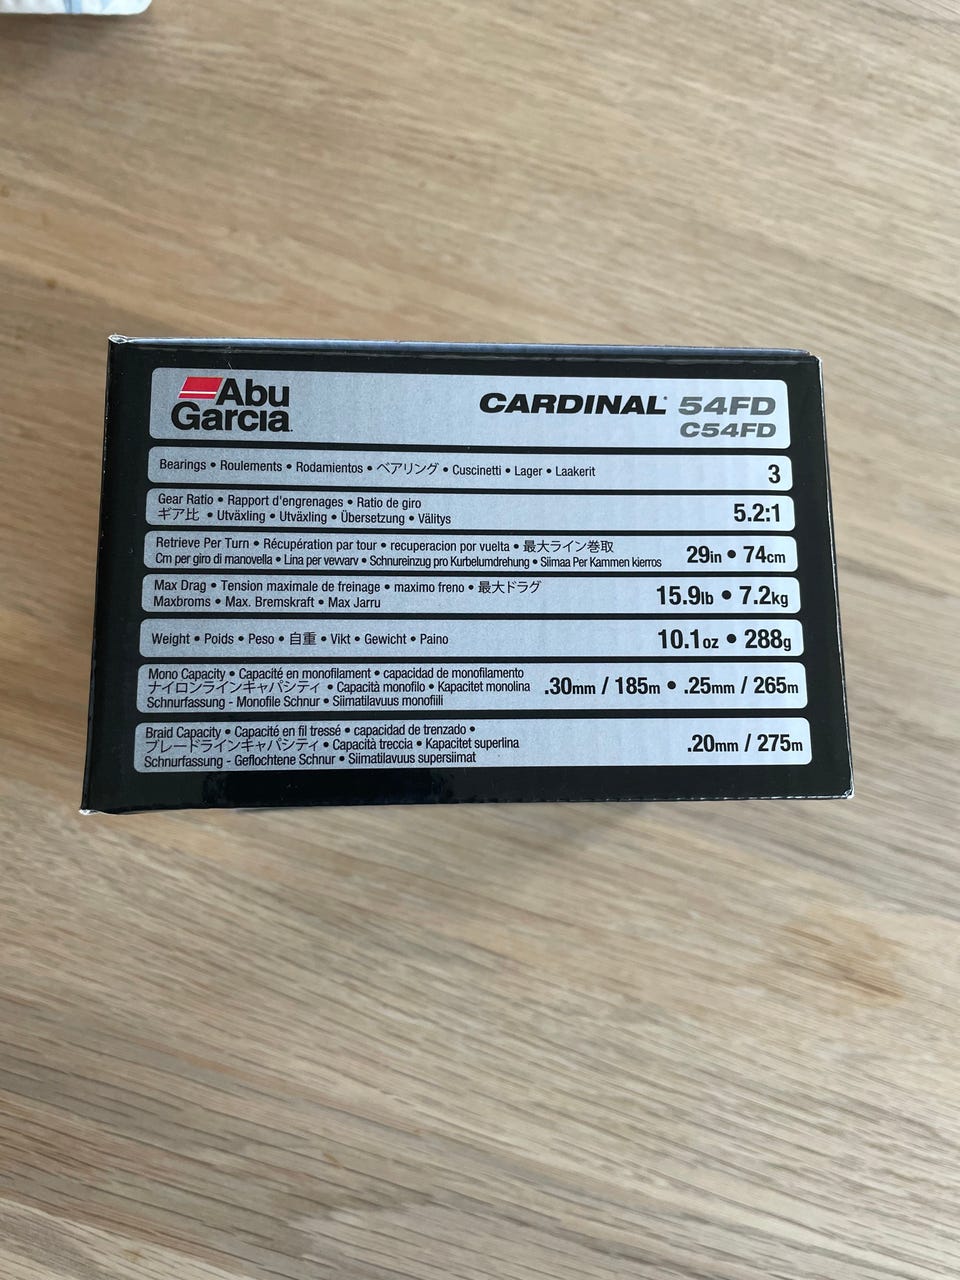 Abu
Garcia
CARDINAL® 54FD
C54FD
Bearings • Roulements • Rodamientos • ベアリング • Cuscinetti • Lager • Laakerit
3
Gear Ratio • Rapport d'engrenages • Ratio de giro
ギア比 • Utväxling • Utväxling • Übersetzung • Välitys
5.2:1
Retrieve Per Turn • Récupération par tour • recuperacion por vuelta • 最大ライン巻取
Cm per giro di manovella • Lina per vevvarv • Schnureinzug pro Kurbelumdrehung • Siimaa Per Kammen kierros
29in • 74cm
Max Drag • Tension maximale de freinage • maximo freno • 最大ドラグ
Maxbroms • Max. Bremskraft • Max Jarru
15.9lb • 7.2kg
Weight • Poids • Peso • 自重 • Vikt • Gewicht • Paino
10.1oz • 288g
Mono Capacity • Capacité en monofilament • capacidad de monofilamento
ナイロンラインキャパシティ • Capacità monofilo • Kapacitet monolina
Schnurfassung - Monofile Schnur • Siimatilavuus monofiili
.30mm / 185m • .25mm / 265m
Braid Capacity • Capacité en fil tressé • capacidad de trenzado •
ブレードラインキャパシティ • Capacità treccia • Kapacitet superlina
Schnurfassung - Geflochtene Schnur • Siimatilavuus supersiimat
.20mm / 275m